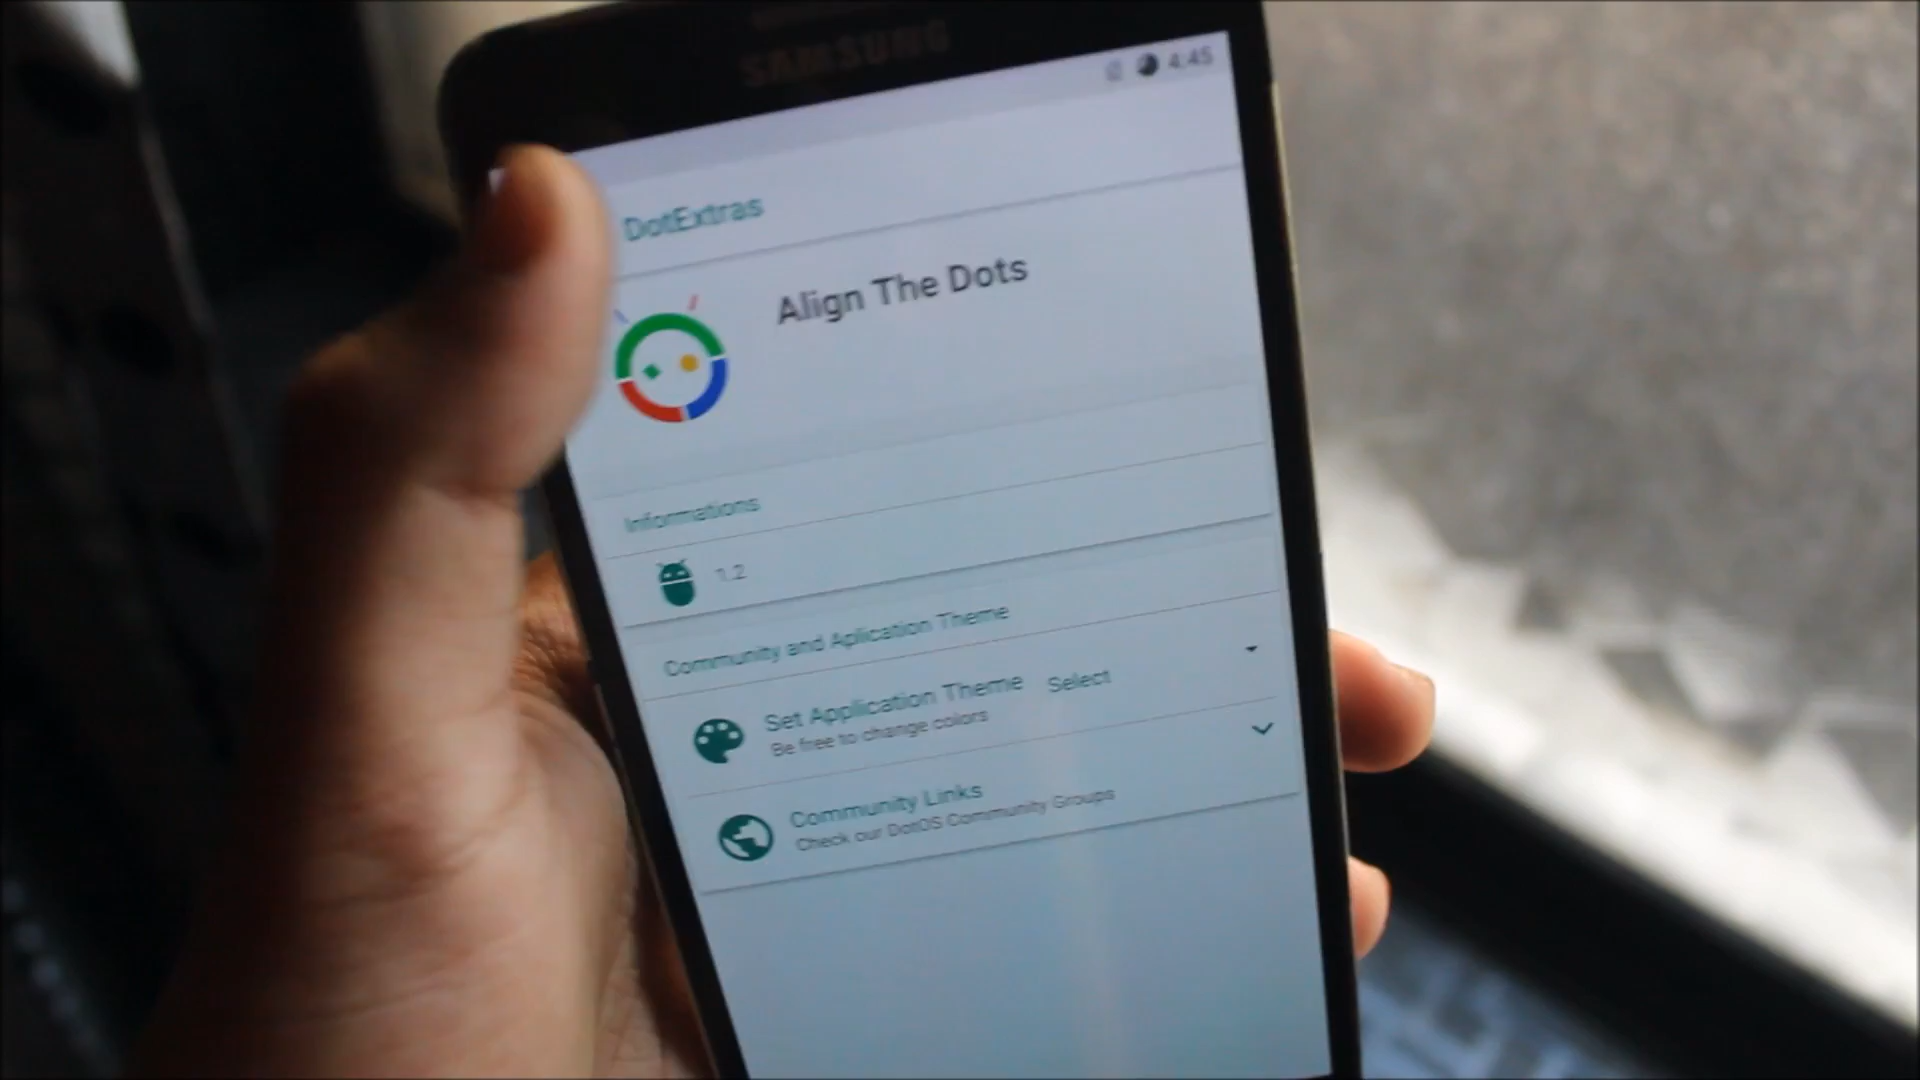 SAMSUNG
4:45
DotExtras
Align The Dots
Informations
1.2
Community and Aplication Theme
Set Application Theme Select
Be free to change colors
Community Links
Check our DotOS Community Groups